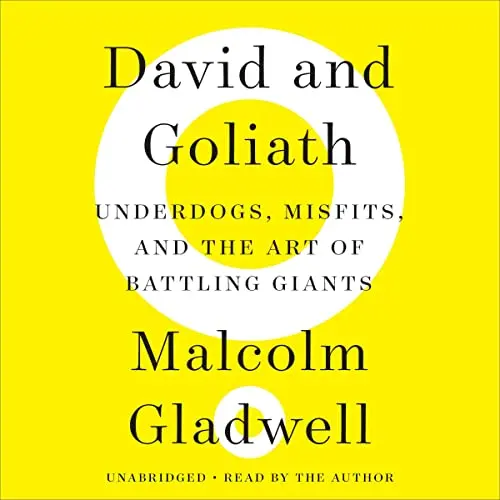 David and
Goliath
UNDERDOGS, MISFITS,
AND THE ART OF
BATTLING GIANTS
Malcolm
Gladwell
UNABRIDGED • READ BY THE AUTHOR